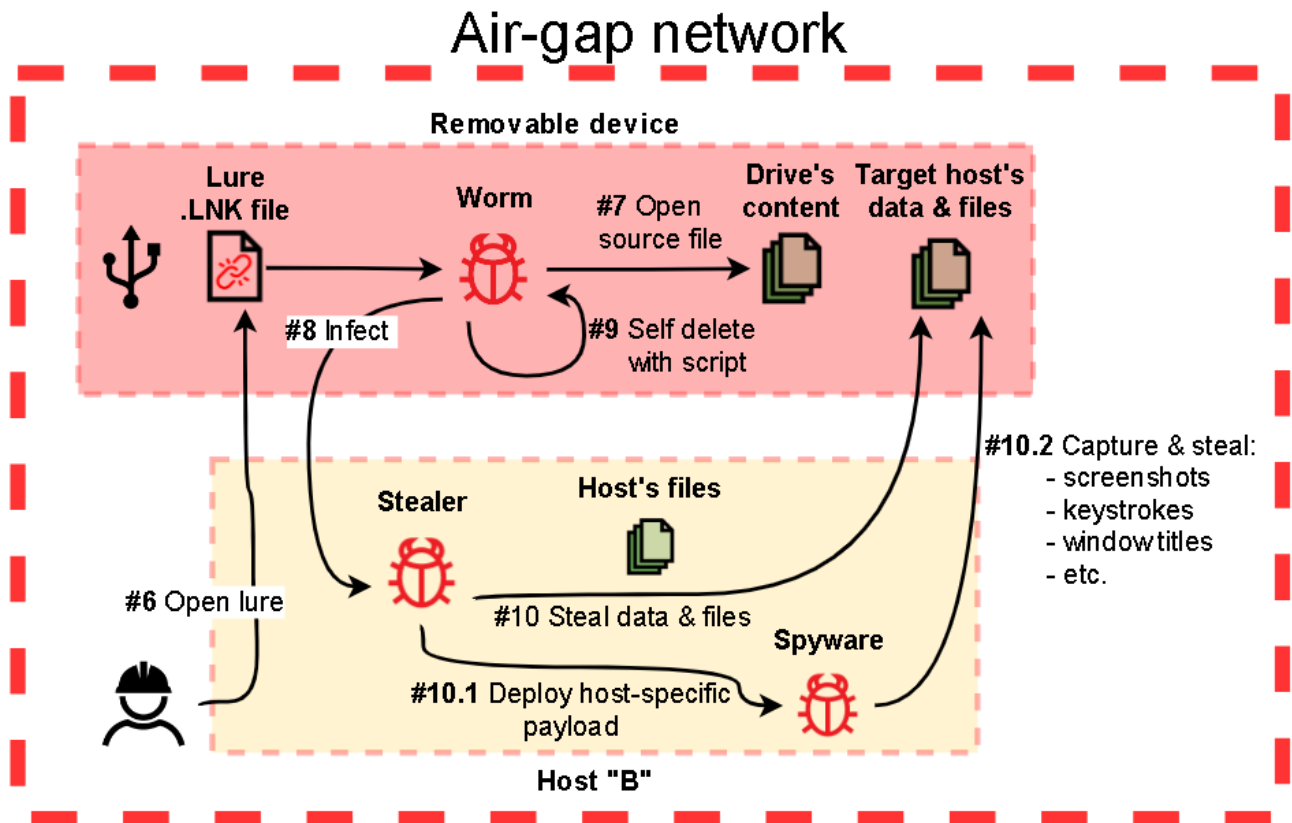 Air-gap network
Removable device
Lure
.LNK file
Worm
#7 Open
source file
Drive's
content
Target host's
data & files
#8 Infect
#9 Self delete
with script
#10.2 Capture & steal:
- screenshots
- keystrokes
- window titles
- etc.
Stealer
Host's files
#6 Open lure
#10 Steal data & files
Spyware
#10.1 Deploy host-specific
payload
Host "B"